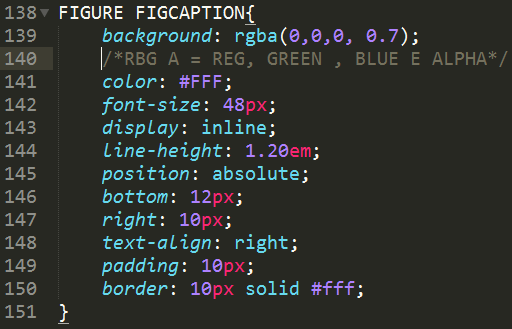 138 FIGURE FIGCAPTION{
139 background: rgba(0,0,0, 0.7);
140 /*RBG A = REG, GREEN , BLUE E ALPHA*/
141 color: #FFF;
142 font-size: 48px;
143 display: inline;
144 line-height: 1.20em;
145 position: absolute;
146 bottom: 12px;
147 right: 10px;
148 text-align: right;
149 padding: 10px;
150 border: 10px solid #fff;
151 }